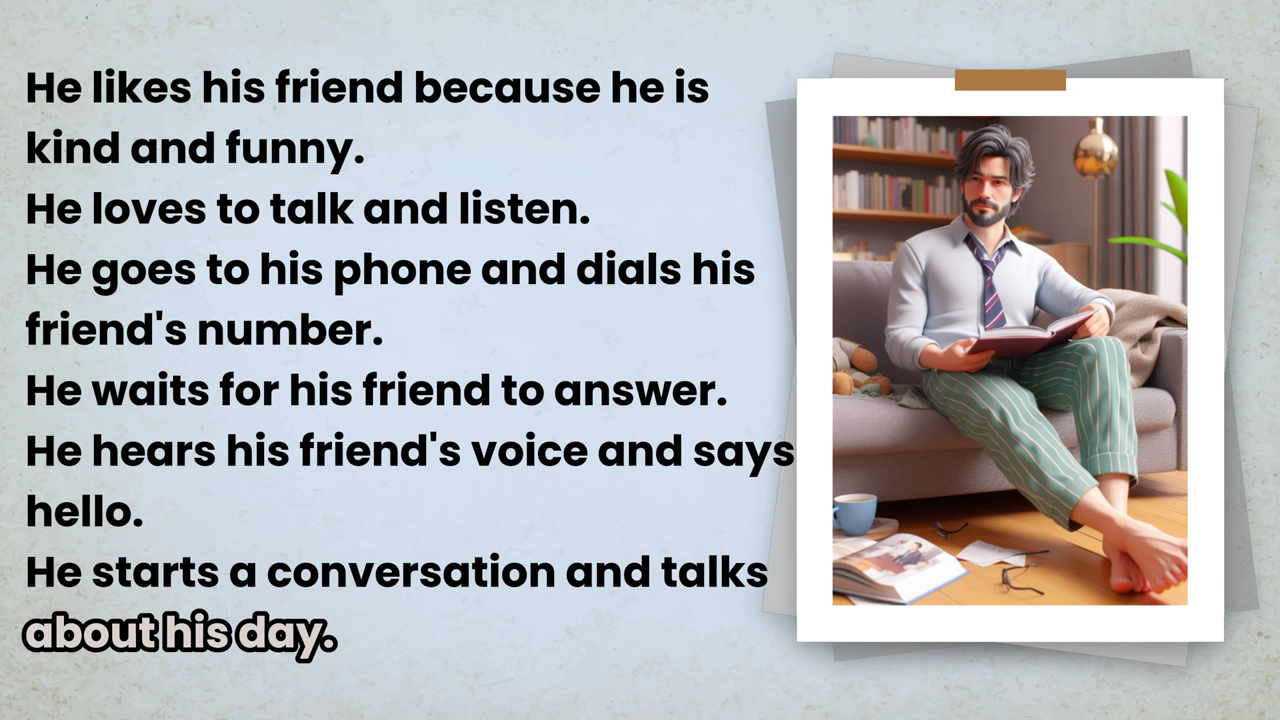 He likes his friend because he is
kind and funny.
He loves to talk and listen.
He goes to his phone and dials his
friend's number.
He waits for his friend to answer.
He hears his friend's voice and says
hello.
He starts a conversation and talks
about his day.